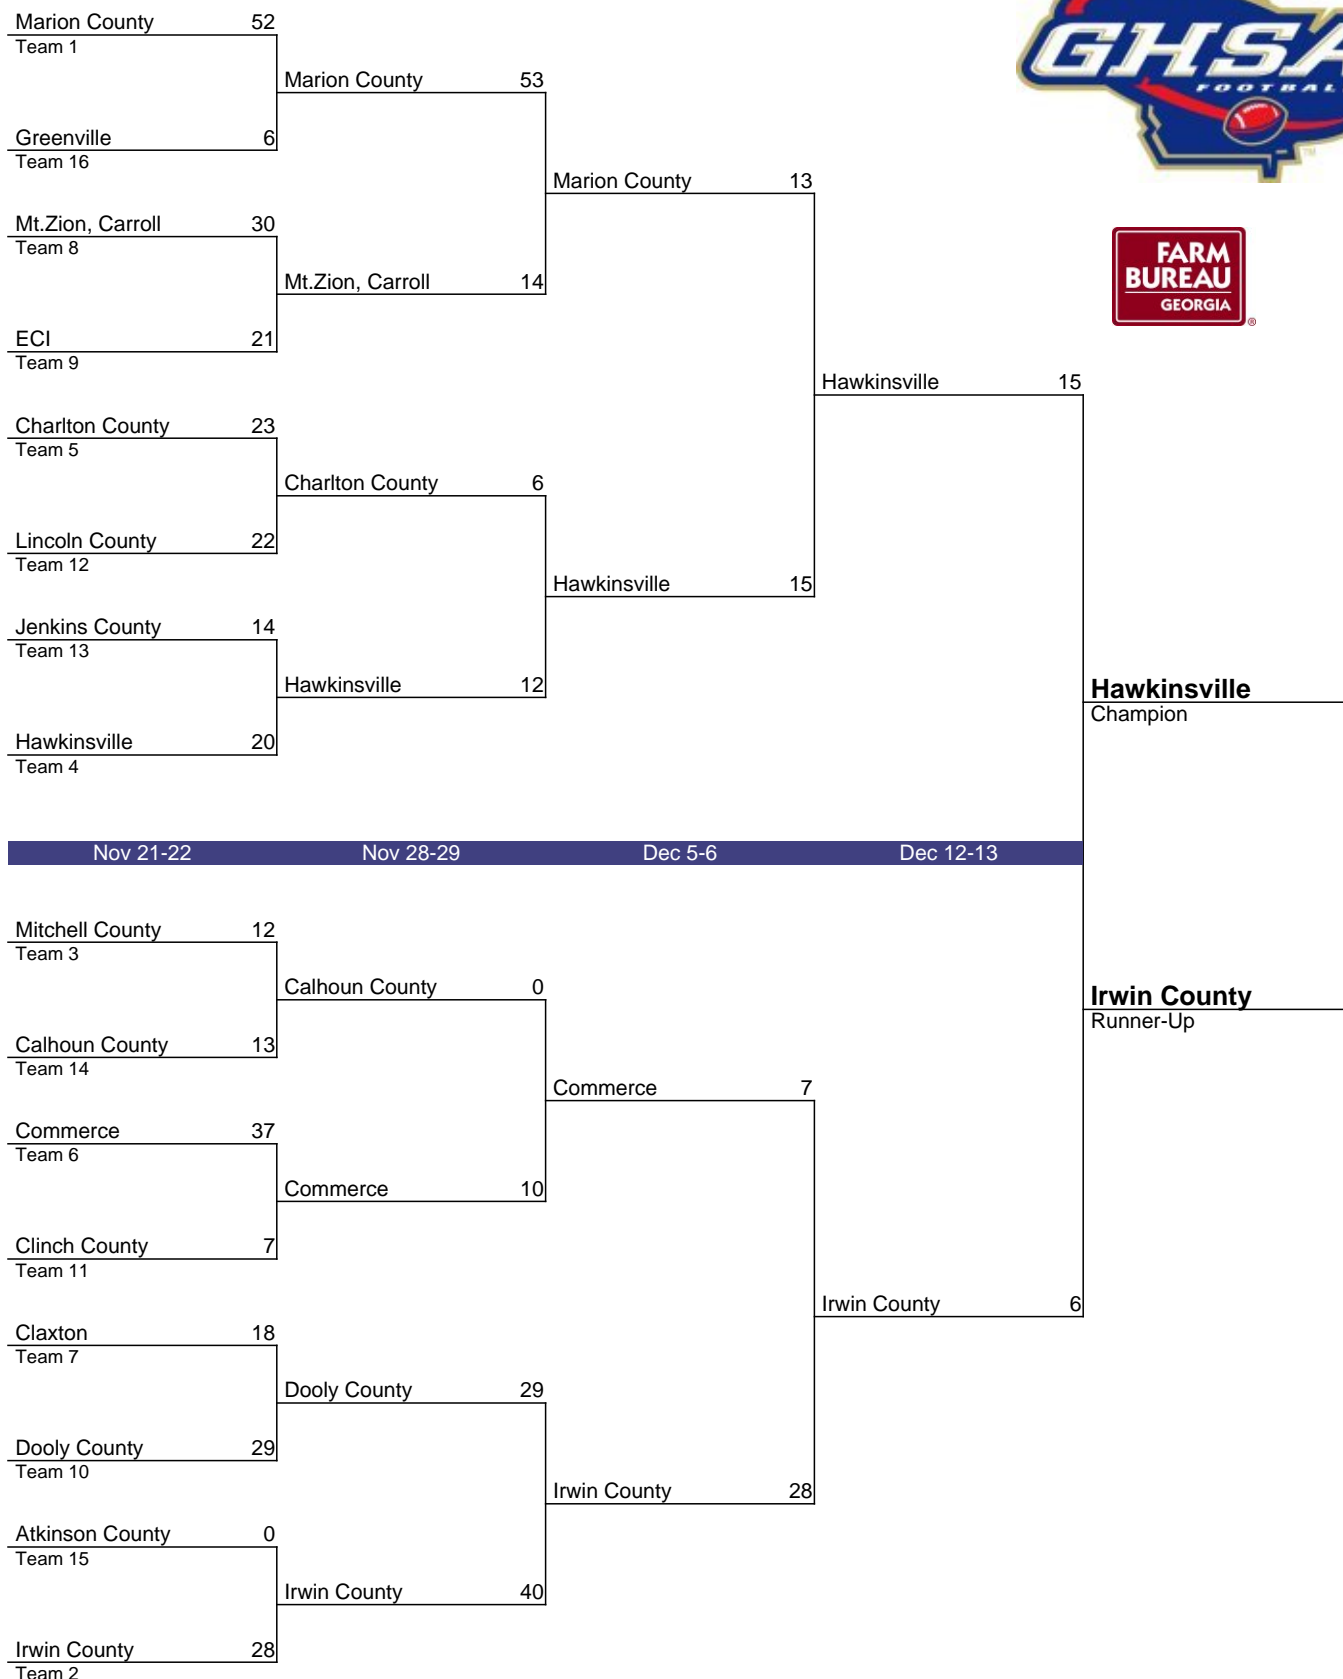 GHSA
FOOTBAL
TM
FARM
BUREAU
GEORGIA
®
Marion County 52
Team 1
Marion County 53
Greenville 6
Team 16
Marion County 13
Mt.Zion, Carroll 30
Team 8
Mt.Zion, Carroll 14
ECI 21
Team 9
Hawkinsville 15
Charlton County 23
Team 5
Charlton County 6
Lincoln County 22
Team 12
Hawkinsville 15
Jenkins County 14
Team 13
Hawkinsville 12
Hawkinsville
Champion
Hawkinsville 20
Team 4
Nov 21-22 Nov 28-29 Dec 5-6 Dec 12-13
Mitchell County 12
Team 3
Calhoun County 0
Irwin County
Runner-Up
Calhoun County 13
Team 14
Commerce 7
Commerce 37
Team 6
Commerce 10
Clinch County 7
Team 11
Irwin County 6
Claxton 18
Team 7
Dooly County 29
Dooly County 29
Team 10
Irwin County 28
Atkinson County 0
Team 15
Irwin County 40
Irwin County 28
Team 2